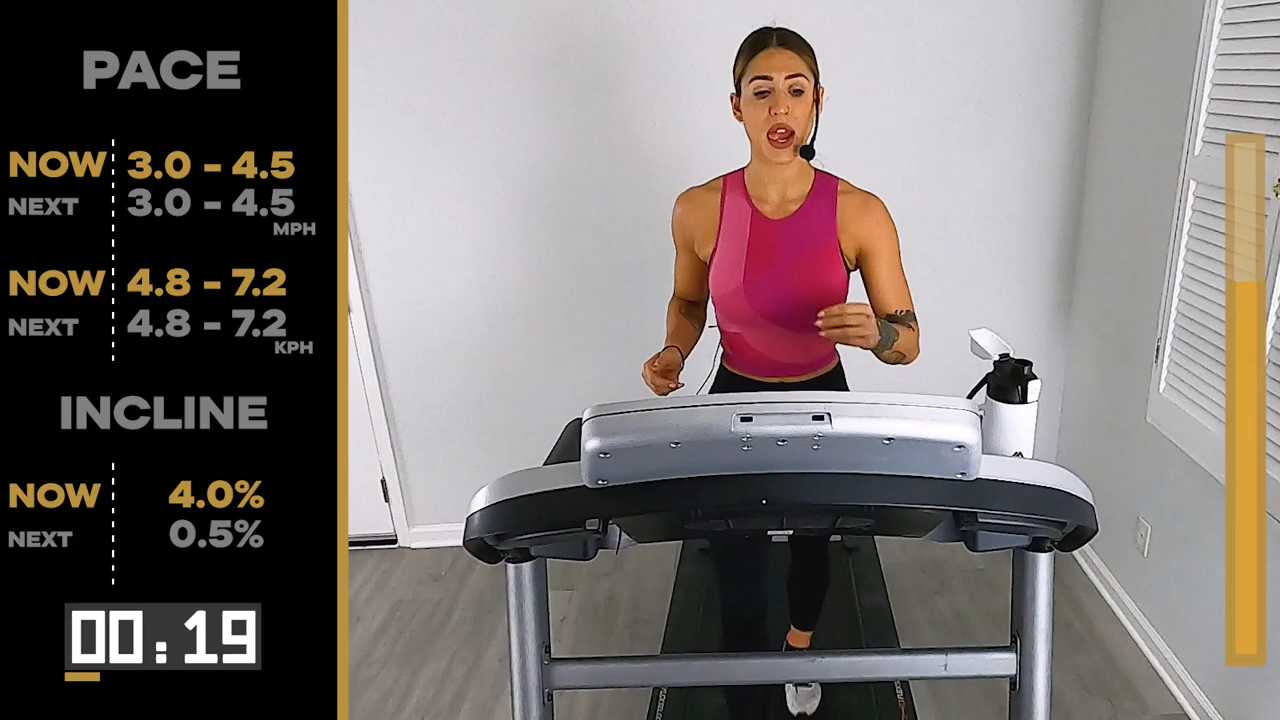 PACE
NOW 3.0 - 4.5
NEXT 3.0 - 4.5
MPH
NOW 4.8 - 7.2
NEXT 4.8 - 7.2
KPH
INCLINE
NOW 4.0%
NEXT 0.5%
00:19